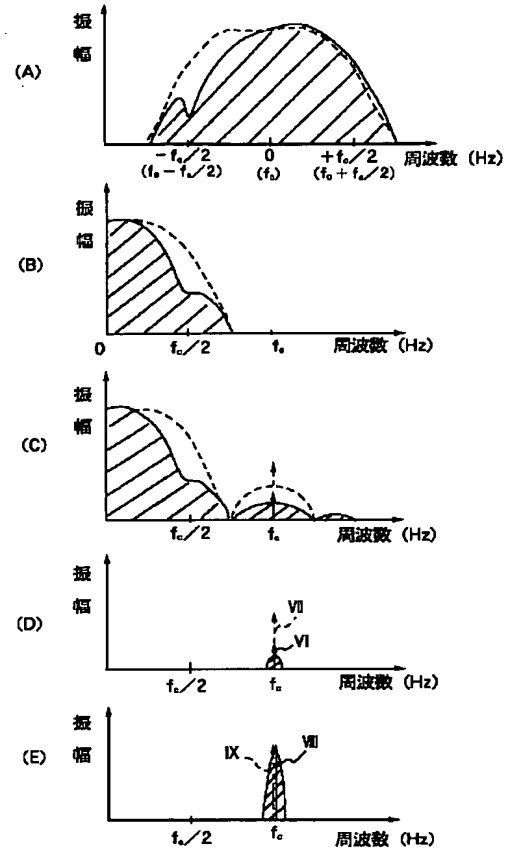 振
幅
(A)
−fc／2 0 +fc／2 周波数 (Hz)
(f0−fc／2) (f0) (f0+fc／2)
振
幅
(B)
0 fc／2 fc 周波数 (Hz)
振
幅
(C)
fc／2 fc 周波数 (Hz)
振
幅
Ⅶ
(D)
Ⅵ
fc／2 fc 周波数 (Hz)
振
幅
Ⅸ Ⅷ
(E)
fc／2 fc 周波数 (Hz)